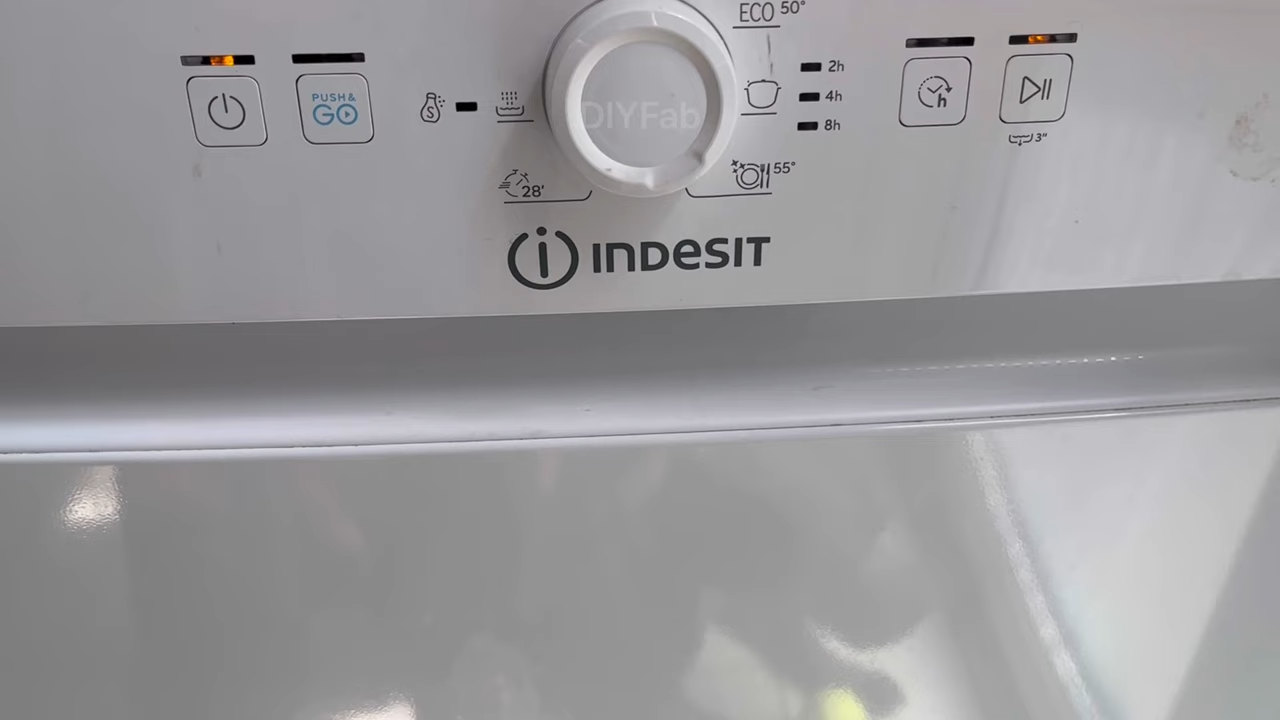 ECO 50°
PUSH&
GO
S
2h
4h
8h
h
DIYFab
3"
28'
55°
i INDESIT